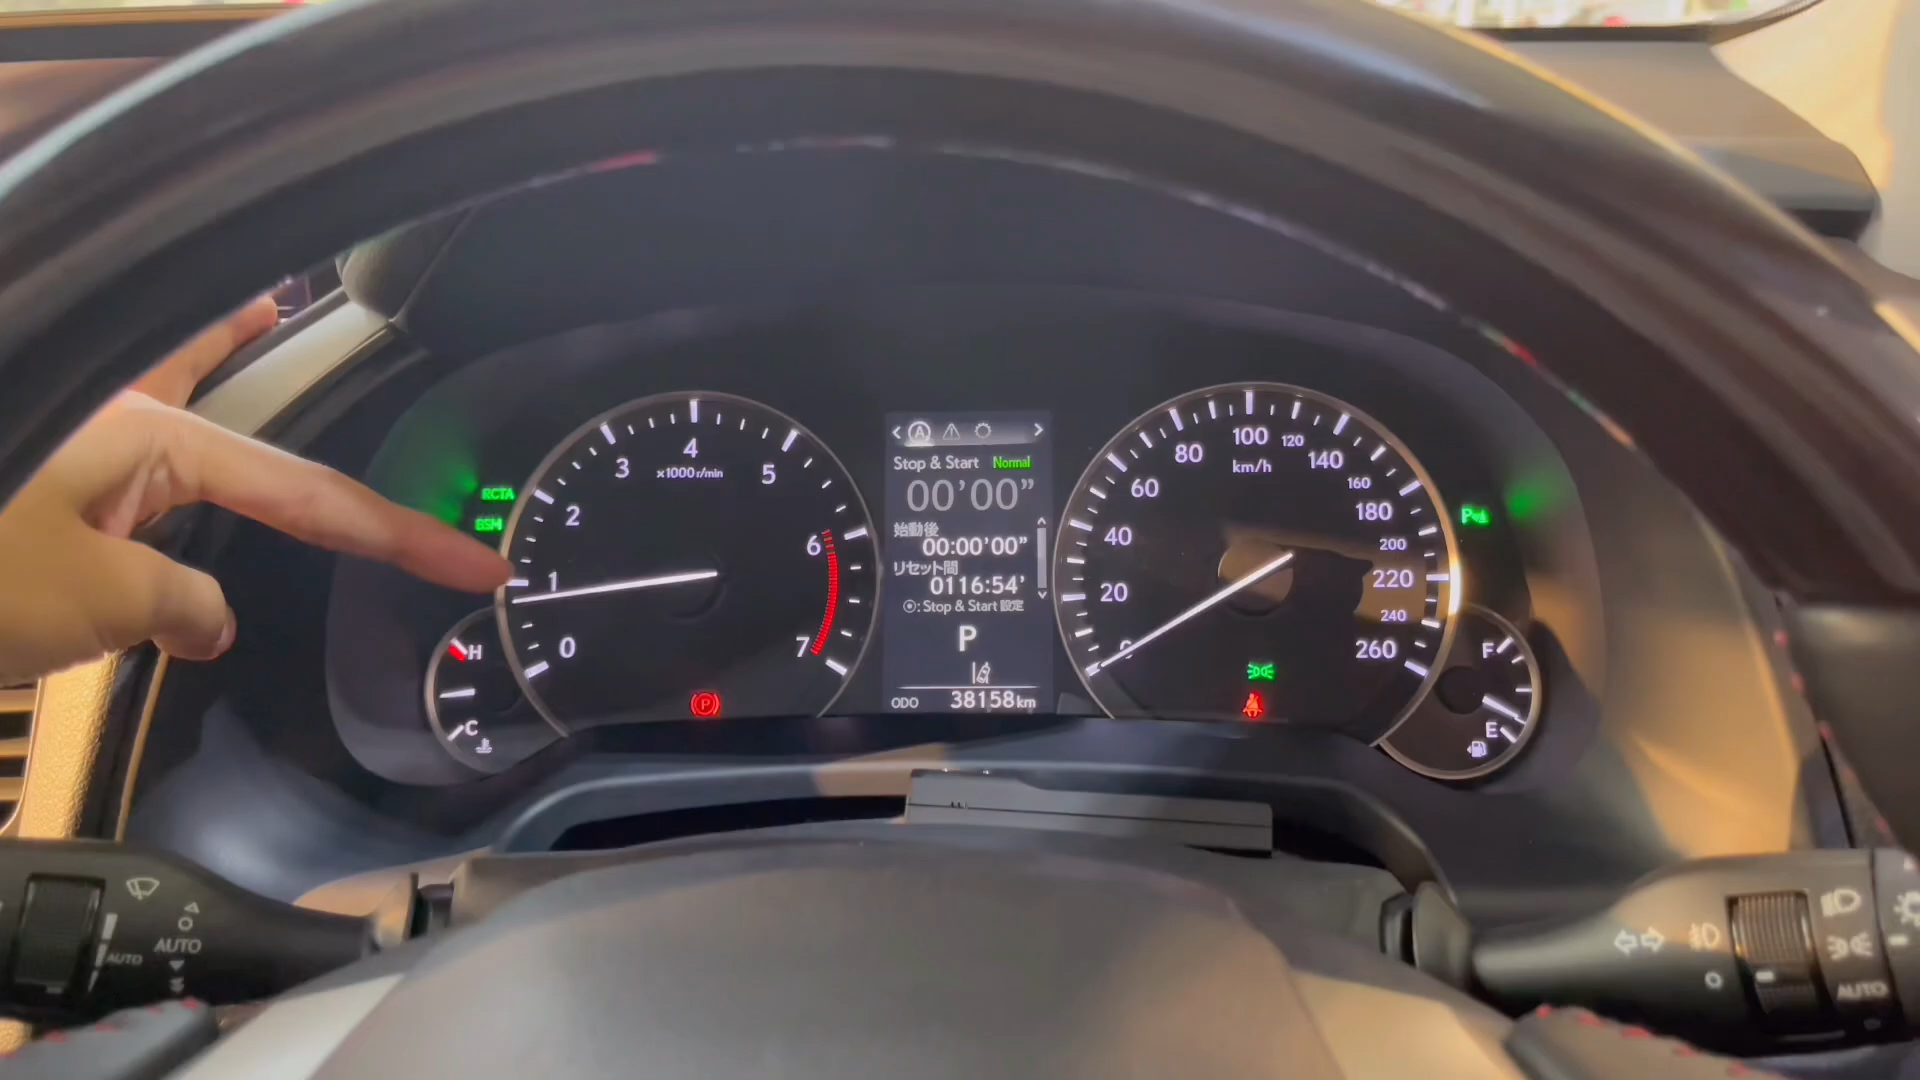 RCTA
BSM
0
1
2
3
4
5
6
7
x1000r/min
H
C
P
Stop & Start Normal
00'00"
始動後
00:00'00"
リセット間
0116:54'
: Stop & Start 設定
P
ODO 38158km
20
40
60
80
100
120
140
160
180
200
220
240
260
km/h
P
F
E
AUTO
AUTO
AUTO